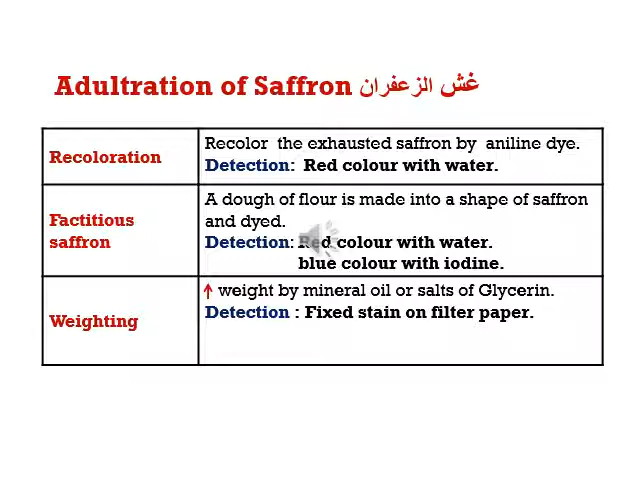 Adultration of Saffron غش الزعفران
Recoloration
Recolor the exhausted saffron by aniline dye.
Detection: Red colour with water.
Factitious
saffron
A dough of flour is made into a shape of saffron
and dyed.
Detection: Red colour with water.
blue colour with iodine.
Weighting
↑ weight by mineral oil or salts of Glycerin.
Detection : Fixed stain on filter paper.